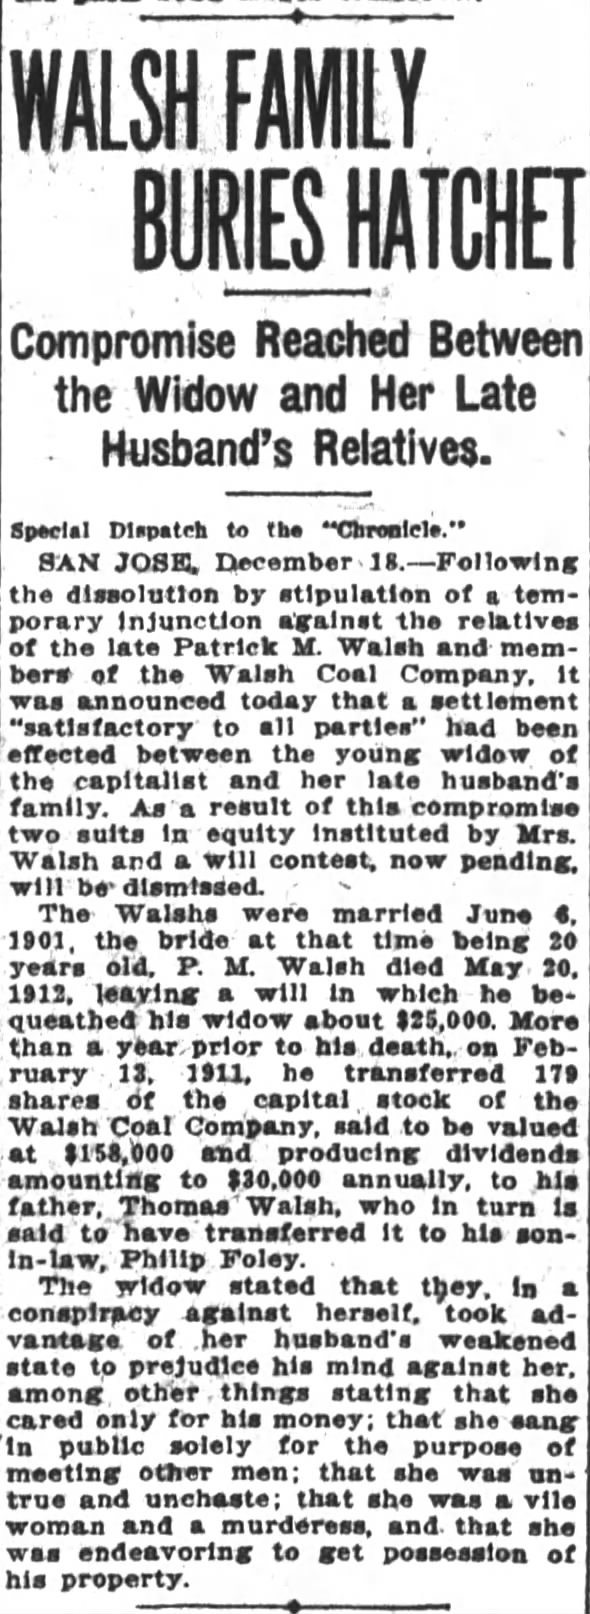 WALSH FAMILY
BURIES HATCHET
Compromise Reached Between
the Widow and Her Late
Husband's Relatives.
Special Dispatch to the "Chronicle."
SAN JOSE, December 18.—Following
the dissolution by stipulation of a tem-
porary injunction against the relatives
of the late Patrick M. Walsh and mem-
bers of the Walsh Coal Company, it
was announced today that a settlement
"satisfactory to all parties" had been
effected between the young widow of
the capitalist and her late husband's
family. As a result of this compromise
two suits in equity instituted by Mrs.
Walsh and a will contest, now pending,
will be dismissed.
The Walshs were married June 6,
1901, the bride at that time being 20
years old. P. M. Walsh died May 20,
1912, leaving a will in which he be-
queathed his widow about $25,000. More
than a year prior to his death, on Feb-
ruary 13, 1911, he transferred 179
shares of the capital stock of the
Walsh Coal Company, said to be valued
at $158,000 and producing dividends
amounting to $30,000 annually, to his
father, Thomas Walsh, who in turn is
said to have transferred it to his son-
in-law, Philip Foley.
The widow stated that they, in a
conspiracy against herself, took ad-
vantage of her husband's weakened
state to prejudice his mind against her,
among other things stating that she
cared only for his money; that she sang
in public solely for the purpose of
meeting other men; that she was un-
true and unchaste; that she was a vile
woman and a murderess, and that she
was endeavoring to get possession of
his property.